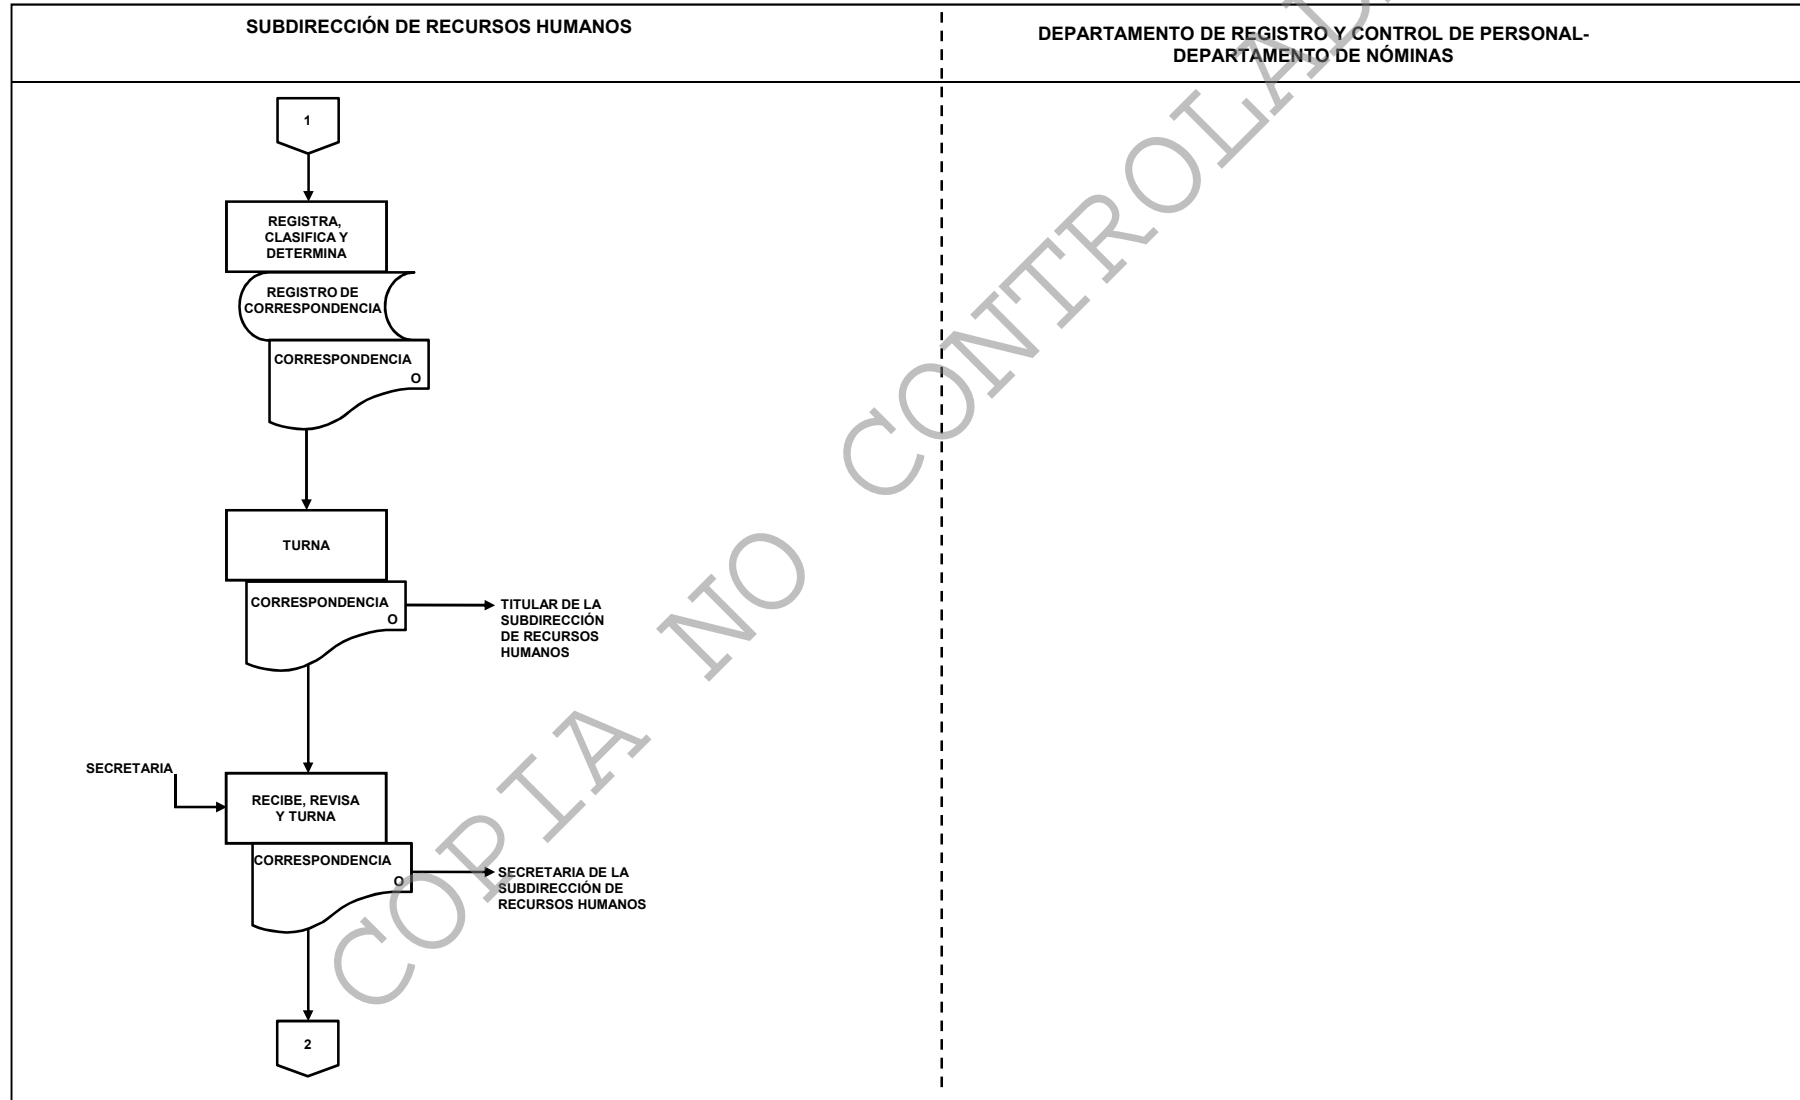 SUBDIRECCIÓN DE RECURSOS HUMANOS
DEPARTAMENTO DE REGISTRO Y CONTROL DE PERSONAL-
DEPARTAMENTO DE NÓMINAS
1
REGISTRA,
CLASIFICA Y
DETERMINA
REGISTRO DE
CORRESPONDENCIA
CORRESPONDENCIA
O
TURNA
CORRESPONDENCIA
O
TITULAR DE LA
SUBDIRECCIÓN
DE RECURSOS
HUMANOS
SECRETARIA
RECIBE, REVISA
Y TURNA
CORRESPONDENCIA
O
SECRETARIA DE LA
SUBDIRECCIÓN DE
RECURSOS HUMANOS
2
COPIA NO CONTROLAD